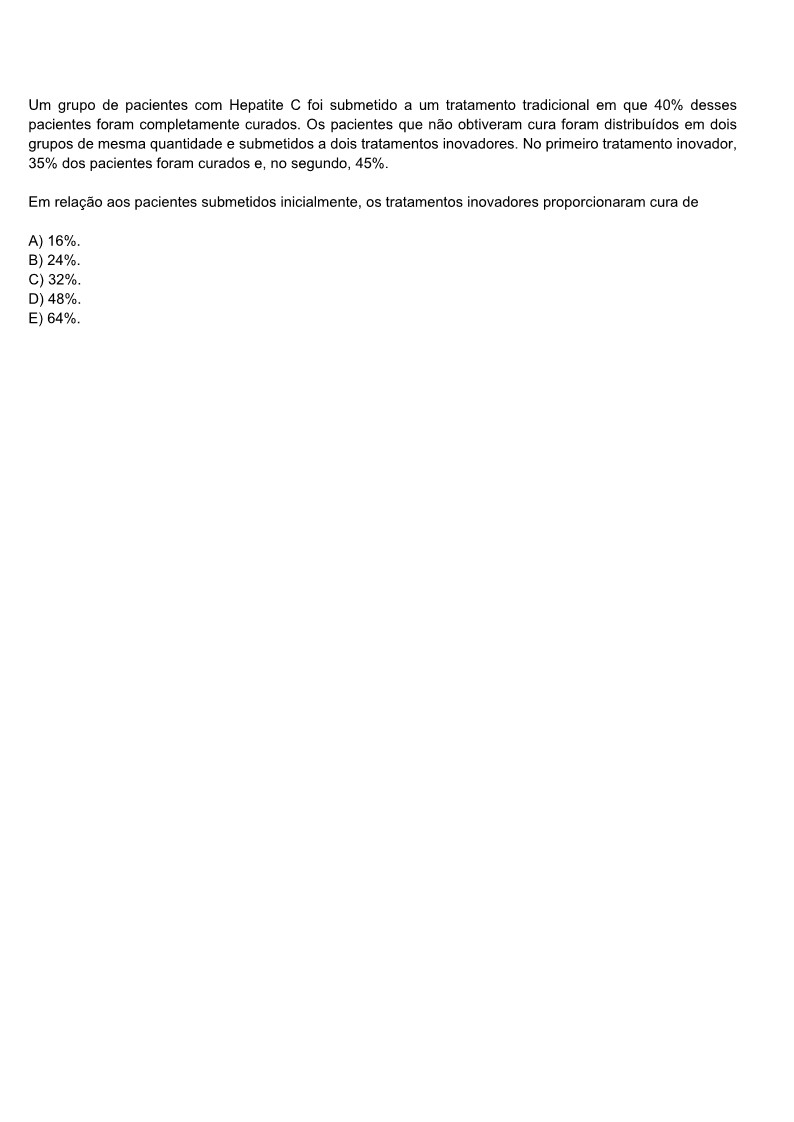 Um grupo de pacientes com Hepatite C foi submetido a um tratamento tradicional em que 40% desses
pacientes foram completamente curados. Os pacientes que não obtiveram cura foram distribuídos em dois
grupos de mesma quantidade e submetidos a dois tratamentos inovadores. No primeiro tratamento inovador,
35% dos pacientes foram curados e, no segundo, 45%.
Em relação aos pacientes submetidos inicialmente, os tratamentos inovadores proporcionaram cura de
A) 16%.
B) 24%.
C) 32%.
D) 48%.
E) 64%.